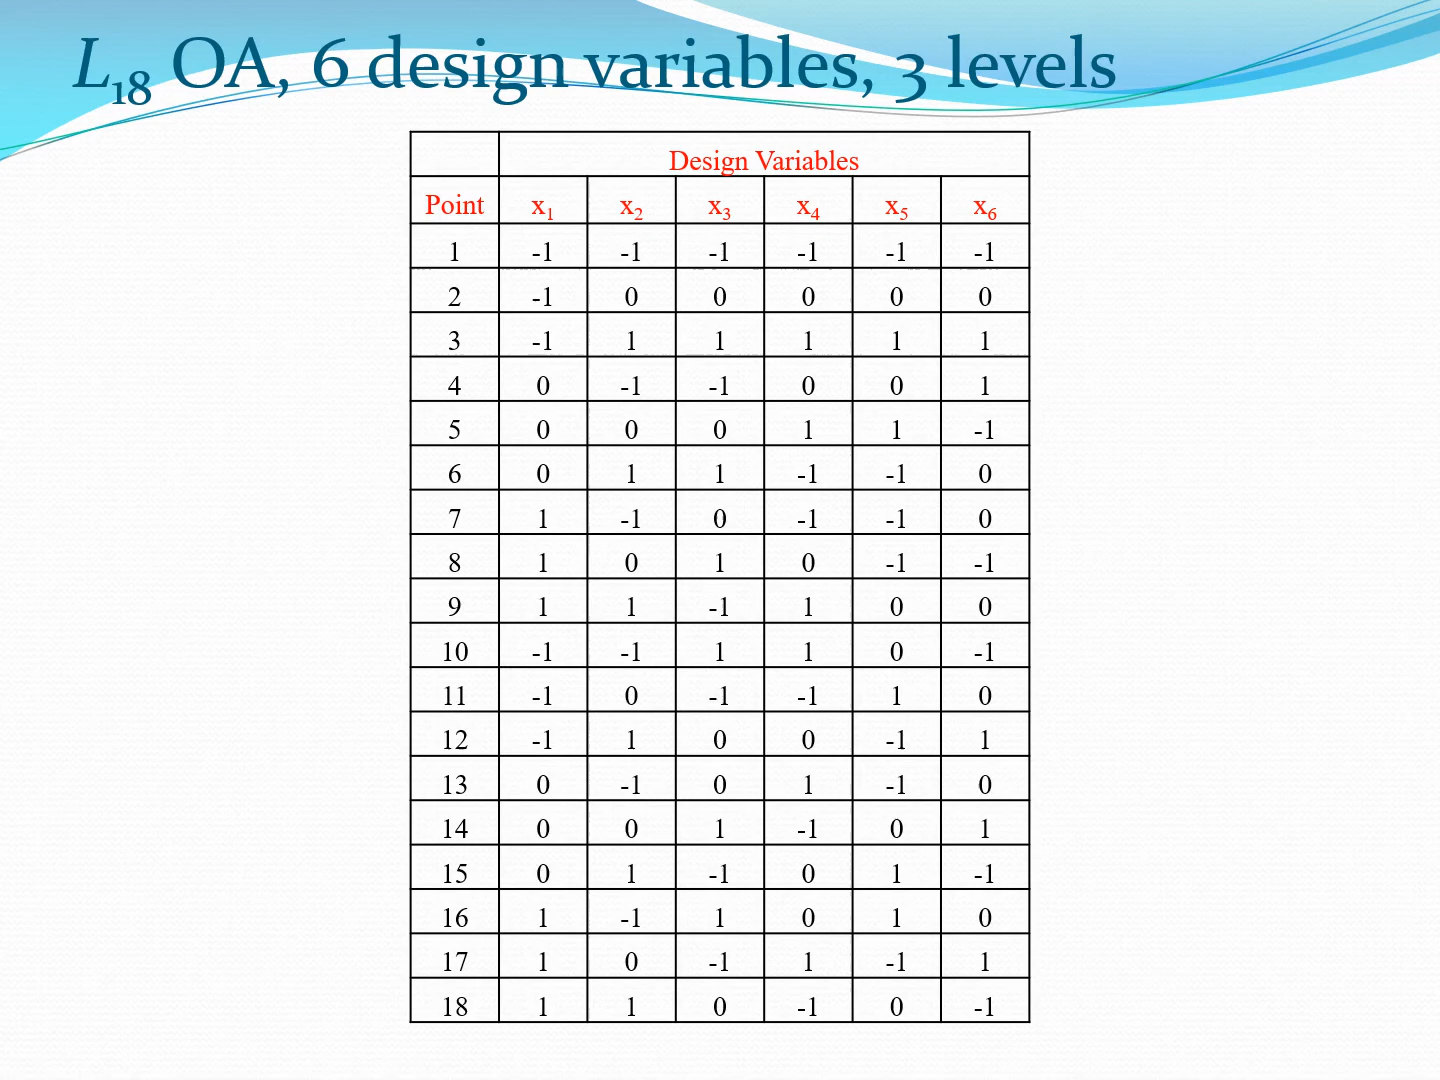 L18 OA, 6 design variables, 3 levels
Design Variables
Point x1 x2 x3 x4 x5 x6
1 -1 -1 -1 -1 -1 -1
2 -1 0 0 0 0 0
3 -1 1 1 1 1 1
4 0 -1 -1 0 0 1
5 0 0 0 1 1 -1
6 0 1 1 -1 -1 0
7 1 -1 0 -1 -1 0
8 1 0 1 0 -1 -1
9 1 1 -1 1 0 0
10 -1 -1 1 1 0 -1
11 -1 0 -1 -1 1 0
12 -1 1 0 0 -1 1
13 0 -1 0 1 -1 0
14 0 0 1 -1 0 1
15 0 1 -1 0 1 -1
16 1 -1 1 0 1 0
17 1 0 -1 1 -1 1
18 1 1 0 -1 0 -1